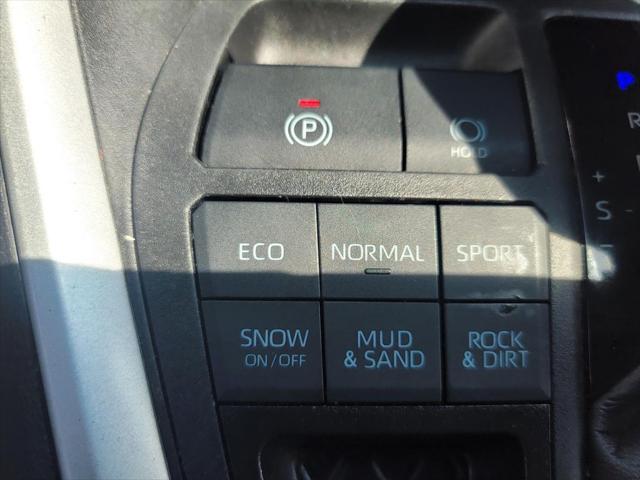 P
P
HOLD
R
+
S
-
ECO
NORMAL
SPORT
SNOW
ON/OFF
MUD
& SAND
ROCK
& DIRT